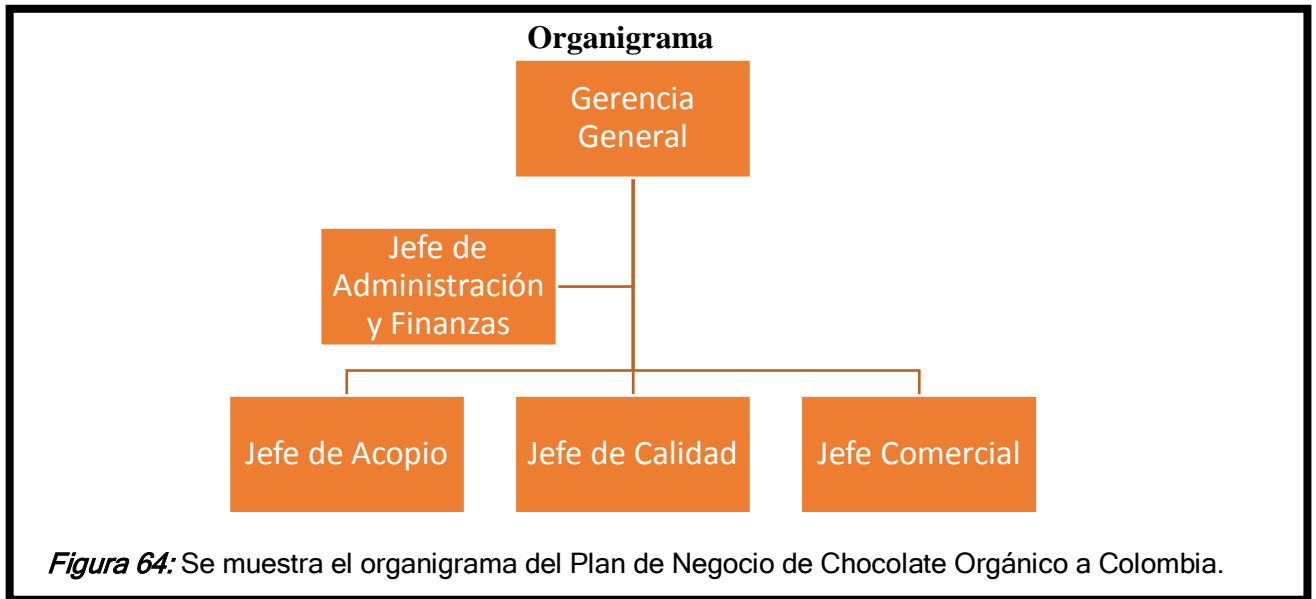 Organigrama
Gerencia
General
Jefe de
Administración
y Finanzas
Jefe de Acopio
Jefe de Calidad
Jefe Comercial
Figura 64: Se muestra el organigrama del Plan de Negocio de Chocolate Orgánico a Colombia.